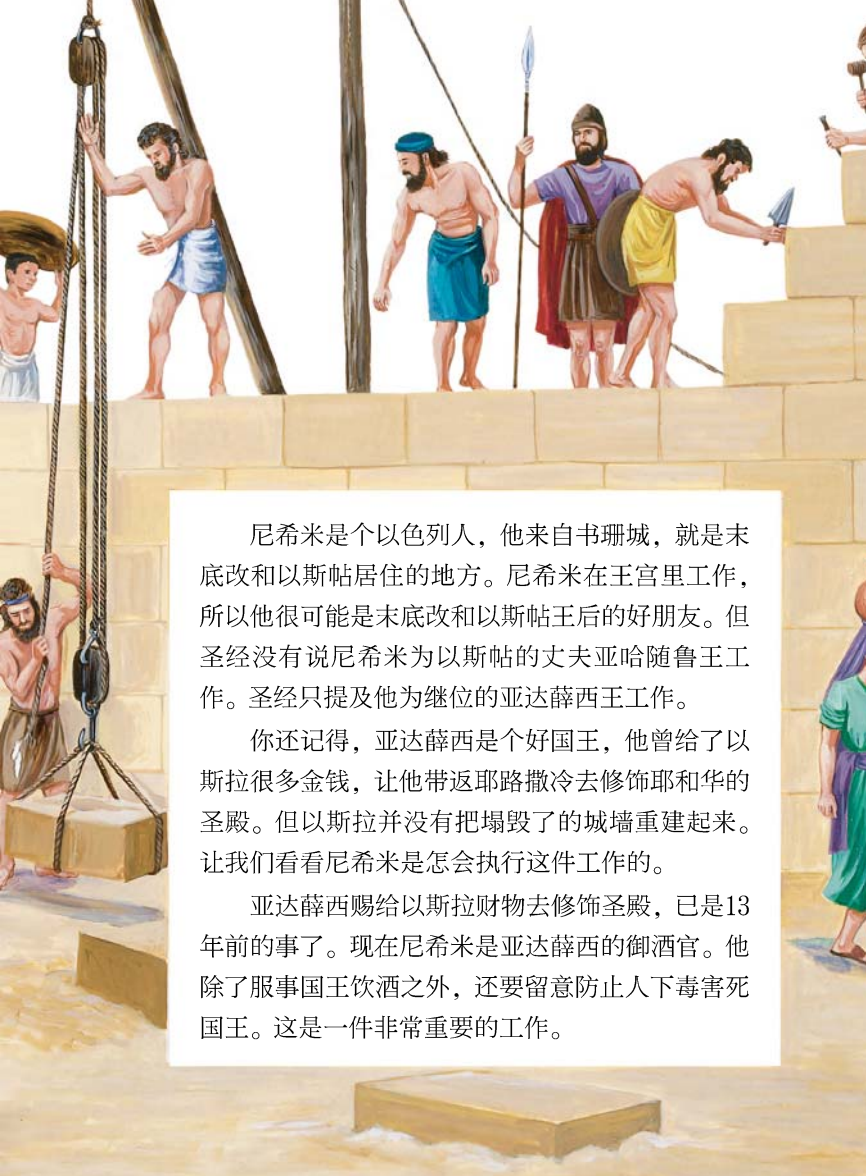 尼希米是个以色列人，他来自书珊城，就是末
底改和以斯帖居住的地方。尼希米在王宫里工作，
所以他很可能是末底改和以斯帖王后的好朋友。但
圣经没有说尼希米为以斯帖的丈夫亚哈随鲁王工
作。圣经只提及他为继位的亚达薛西王工作。
你还记得，亚达薛西是个好国王，他曾给了以
斯拉很多金钱，让他带返耶路撒冷去修饰耶和华的
圣殿。但以斯拉并没有把塌毁了的城墙重建起来。
让我们看看尼希米是怎会执行这件工作的。
亚达薛西赐给以斯拉财物去修饰圣殿，已是13
年前的事了。现在尼希米是亚达薛西的御酒官。他
除了服事国王饮酒之外，还要留意防止人下毒害死
国王。这是一件非常重要的工作。